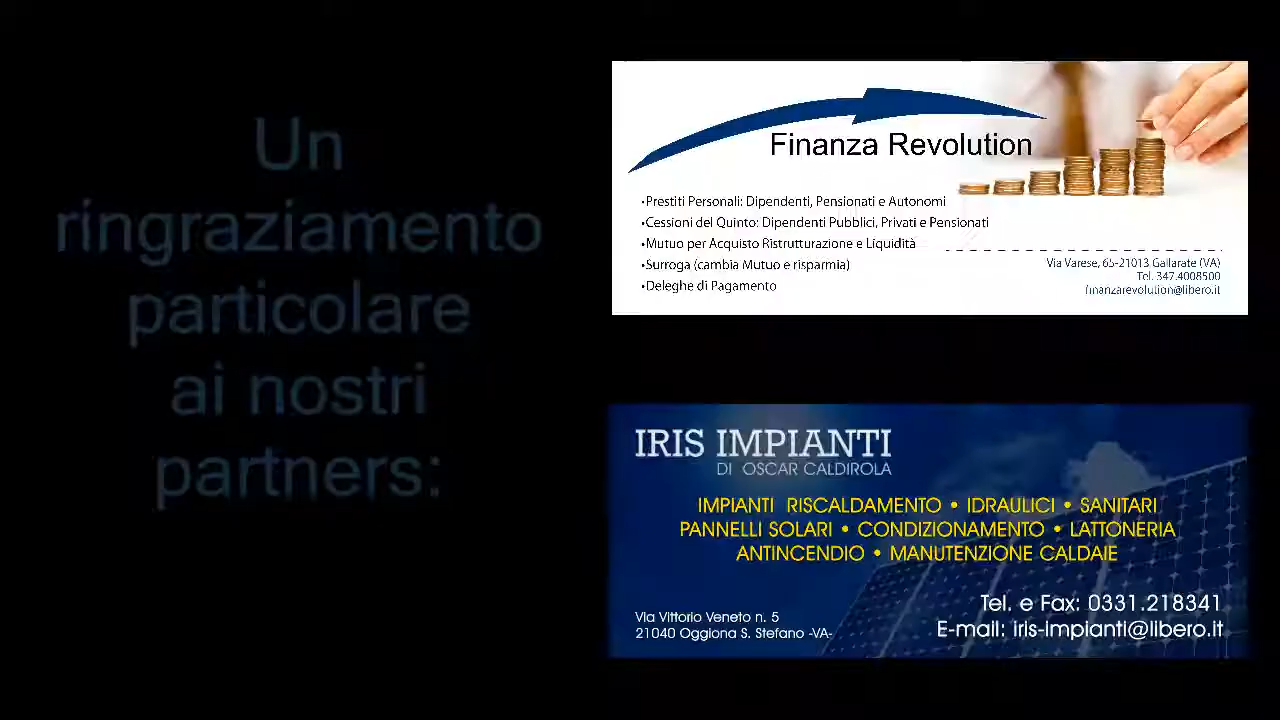 Un
ringraziamento
particolare
ai nostri
partners:
Finanza Revolution
•Prestiti Personali: Dipendenti, Pensionati e Autonomi
•Cessioni del Quinto: Dipendenti Pubblici, Privati e Pensionati
•Mutuo per Acquisto Ristrutturazione e Liquidità
•Surroga (cambia Mutuo e risparmia)
•Deleghe di Pagamento
Via Varese, 65-21013 Gallarate (VA)
Tel. 347.4008500
finanzarevolution@libero.it
IRIS IMPIANTI
DI OSCAR CALDIROLA
IMPIANTI RISCALDAMENTO • IDRAULICI • SANITARI
PANNELLI SOLARI • CONDIZIONAMENTO • LATTONERIA
ANTINCENDIO • MANUTENZIONE CALDAIE
Via Vittorio Veneto n. 5
21040 Oggiona S. Stefano -VA-
Tel. e Fax: 0331.218341
E-mail: iris-impianti@libero.it